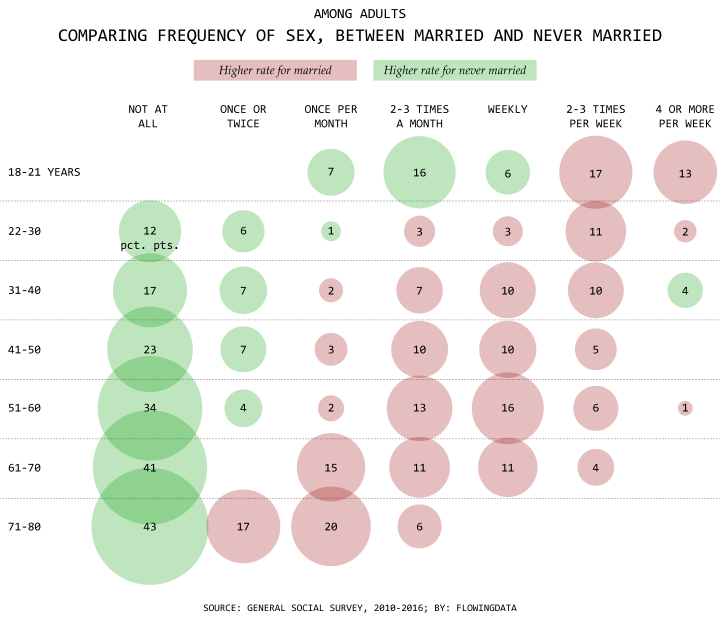 AMONG ADULTS
COMPARING FREQUENCY OF SEX, BETWEEN MARRIED AND NEVER MARRIED
Higher rate for married Higher rate for never married
NOT AT ONCE OR ONCE PER 2-3 TIMES WEEKLY 2-3 TIMES 4 OR MORE
ALL TWICE MONTH A MONTH PER WEEK PER WEEK
18-21 YEARS 7 16 6 17 13
22-30 12 6 1 3 3 11 2
pct. pts.
31-40 17 7 2 7 10 10 4
41-50 23 7 3 10 10 5
51-60 34 4 2 13 16 6 1
61-70 41 15 11 11 4
71-80 43 17 20 6
SOURCE: GENERAL SOCIAL SURVEY, 2010-2016; BY: FLOWINGDATA